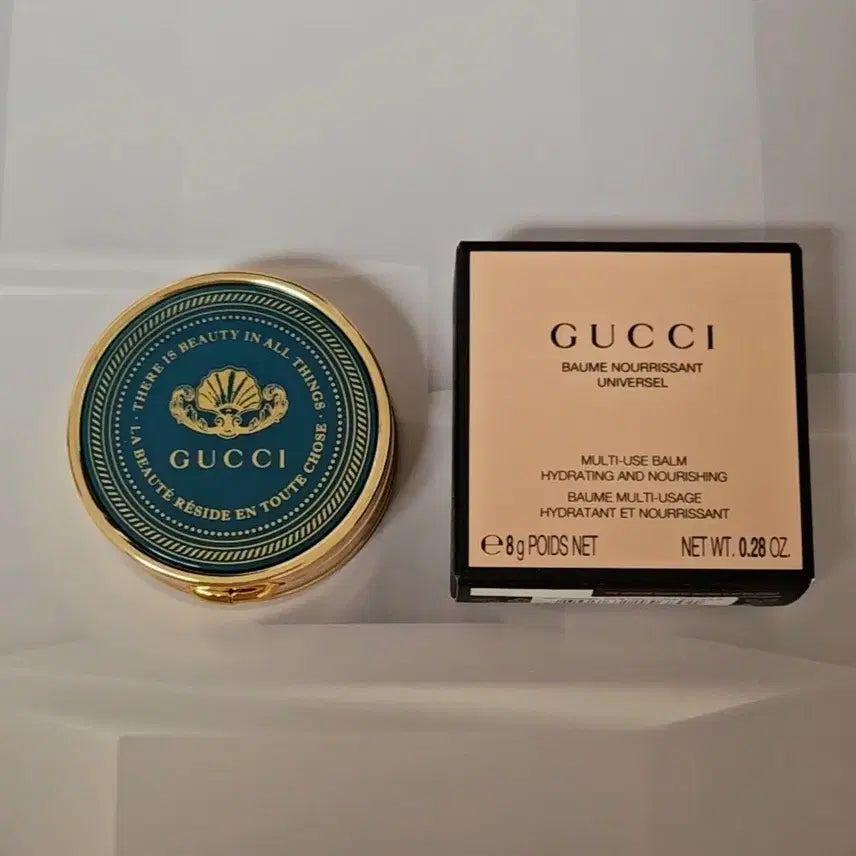 THERE IS BEAUTY IN ALL THINGS ·
LA BEAUTÉ RÉSIDE EN TOUTE CHOSE ·
GUCCI
GUCCI
BAUME NOURRISSANT
UNIVERSEL
MULTI-USE BALM
HYDRATING AND NOURISHING
BAUME MULTI-USAGE
HYDRATANT ET NOURRISSANT
℮8 g POIDS NET
NET WT. 0.28 OZ.